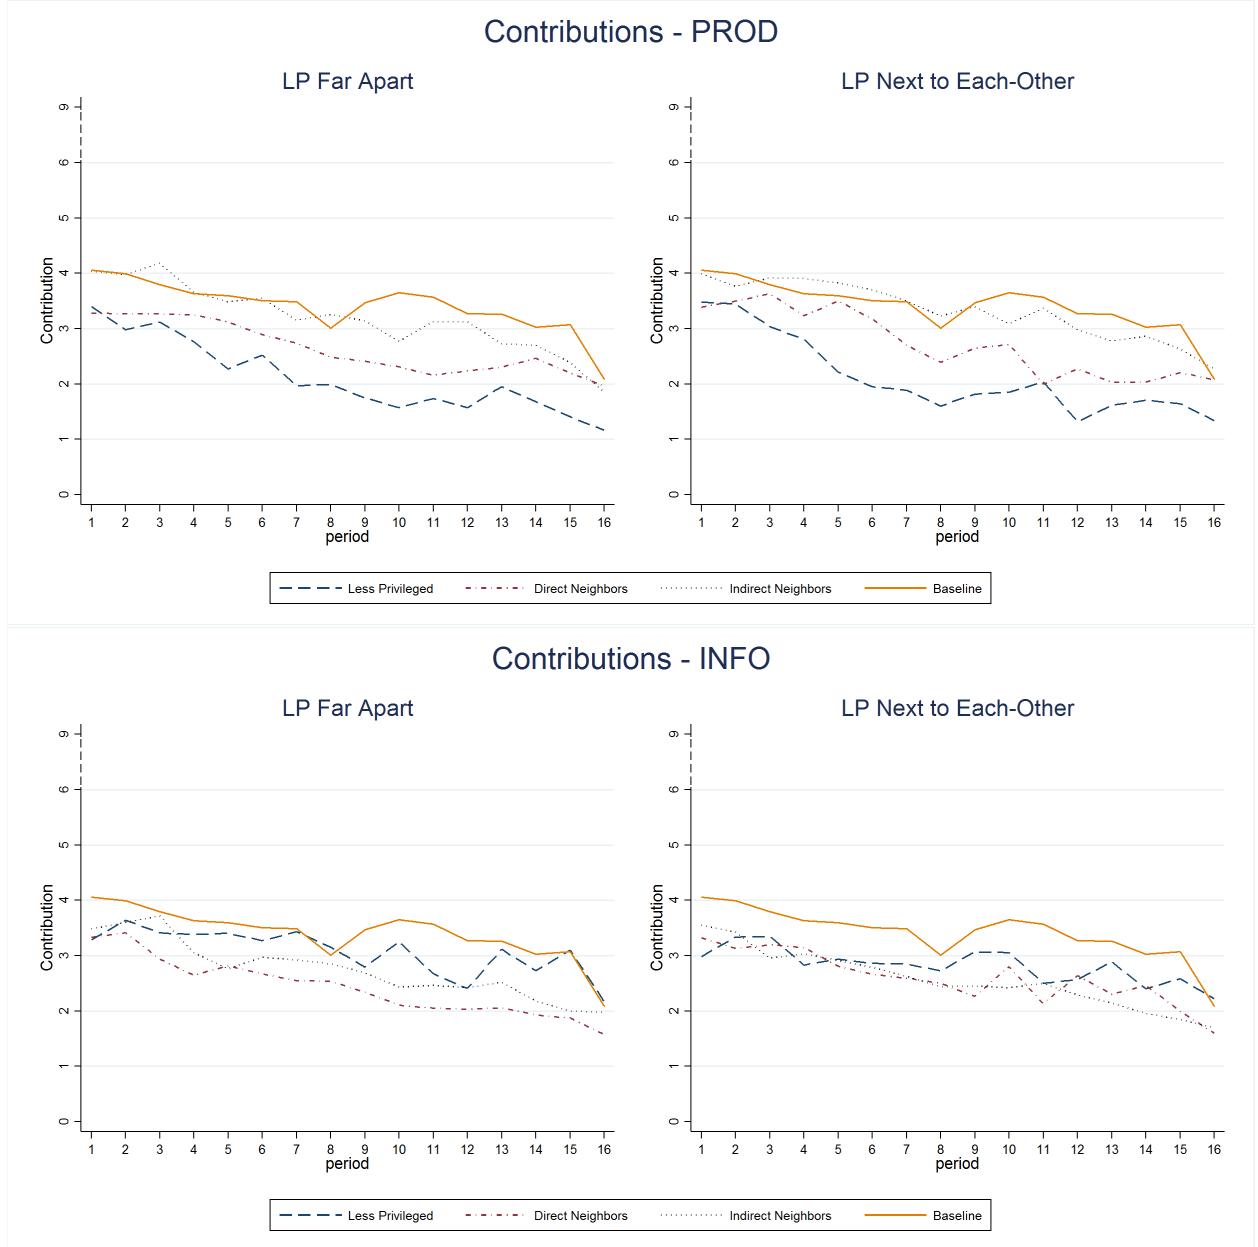 Contributions - PROD
LP Far Apart
Contribution
9
6
5
4
3
2
1
0
1 2 3 4 5 6 7 8 9 10 11 12 13 14 15 16
period
LP Next to Each-Other
Contribution
9
6
5
4
3
2
1
0
1 2 3 4 5 6 7 8 9 10 11 12 13 14 15 16
period
Less Privileged Direct Neighbors Indirect Neighbors Baseline
Contributions - INFO
LP Far Apart
Contribution
9
6
5
4
3
2
1
0
1 2 3 4 5 6 7 8 9 10 11 12 13 14 15 16
period
LP Next to Each-Other
Contribution
9
6
5
4
3
2
1
0
1 2 3 4 5 6 7 8 9 10 11 12 13 14 15 16
period
Less Privileged Direct Neighbors Indirect Neighbors Baseline